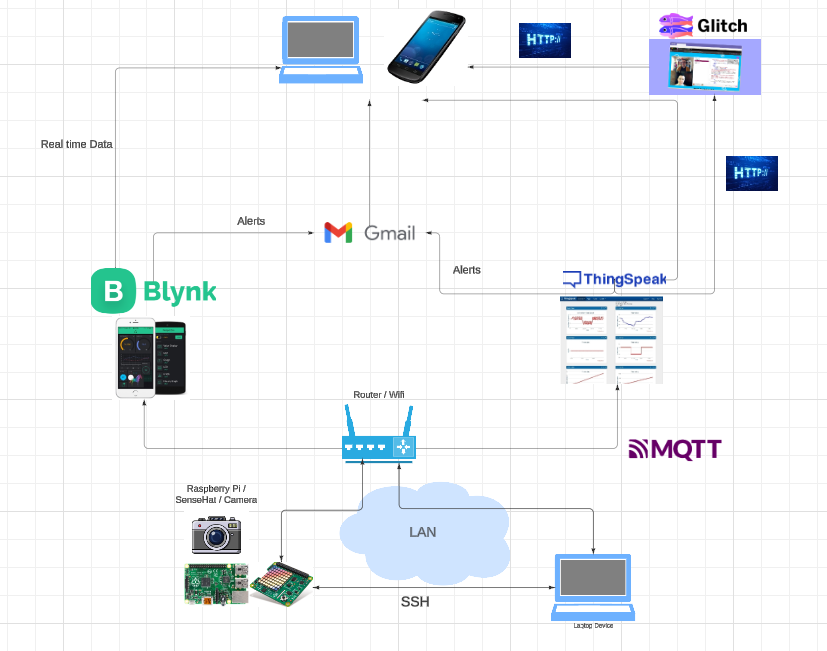 Glitch
HTTP://
Real time Data
HTTP://
Alerts
Gmail
Alerts
ThingSpeak
B Blynk
Router / Wifi
MQTT
Raspberry Pi /
SenseHat / Camera
LAN
SSH
Laptop Device